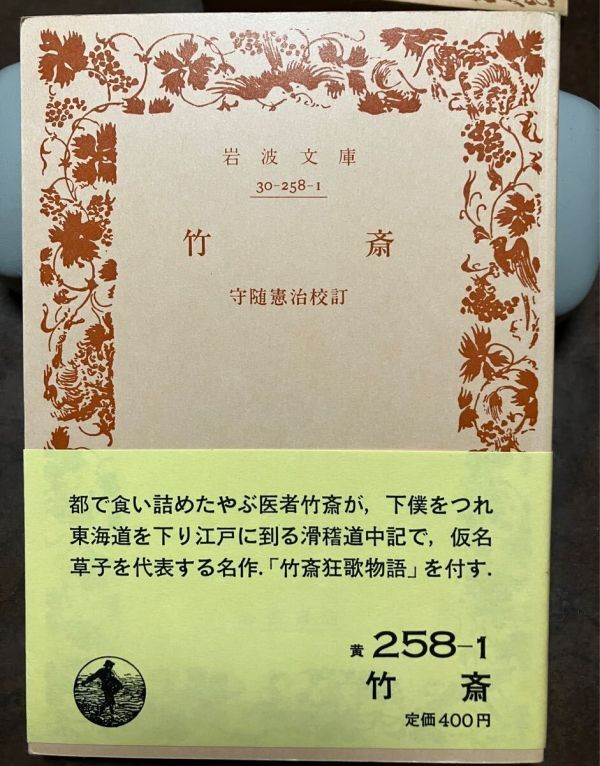 岩波文庫
30-258-1
竹斎
守随憲治校訂
都で食い詰めたやぶ医者竹斎が，下僕をつれ
東海道を下り江戸に到る滑稽道中記で，仮名
草子を代表する名作．「竹斎狂歌物語」を付す．
黄 258-1
竹斎
定価400円